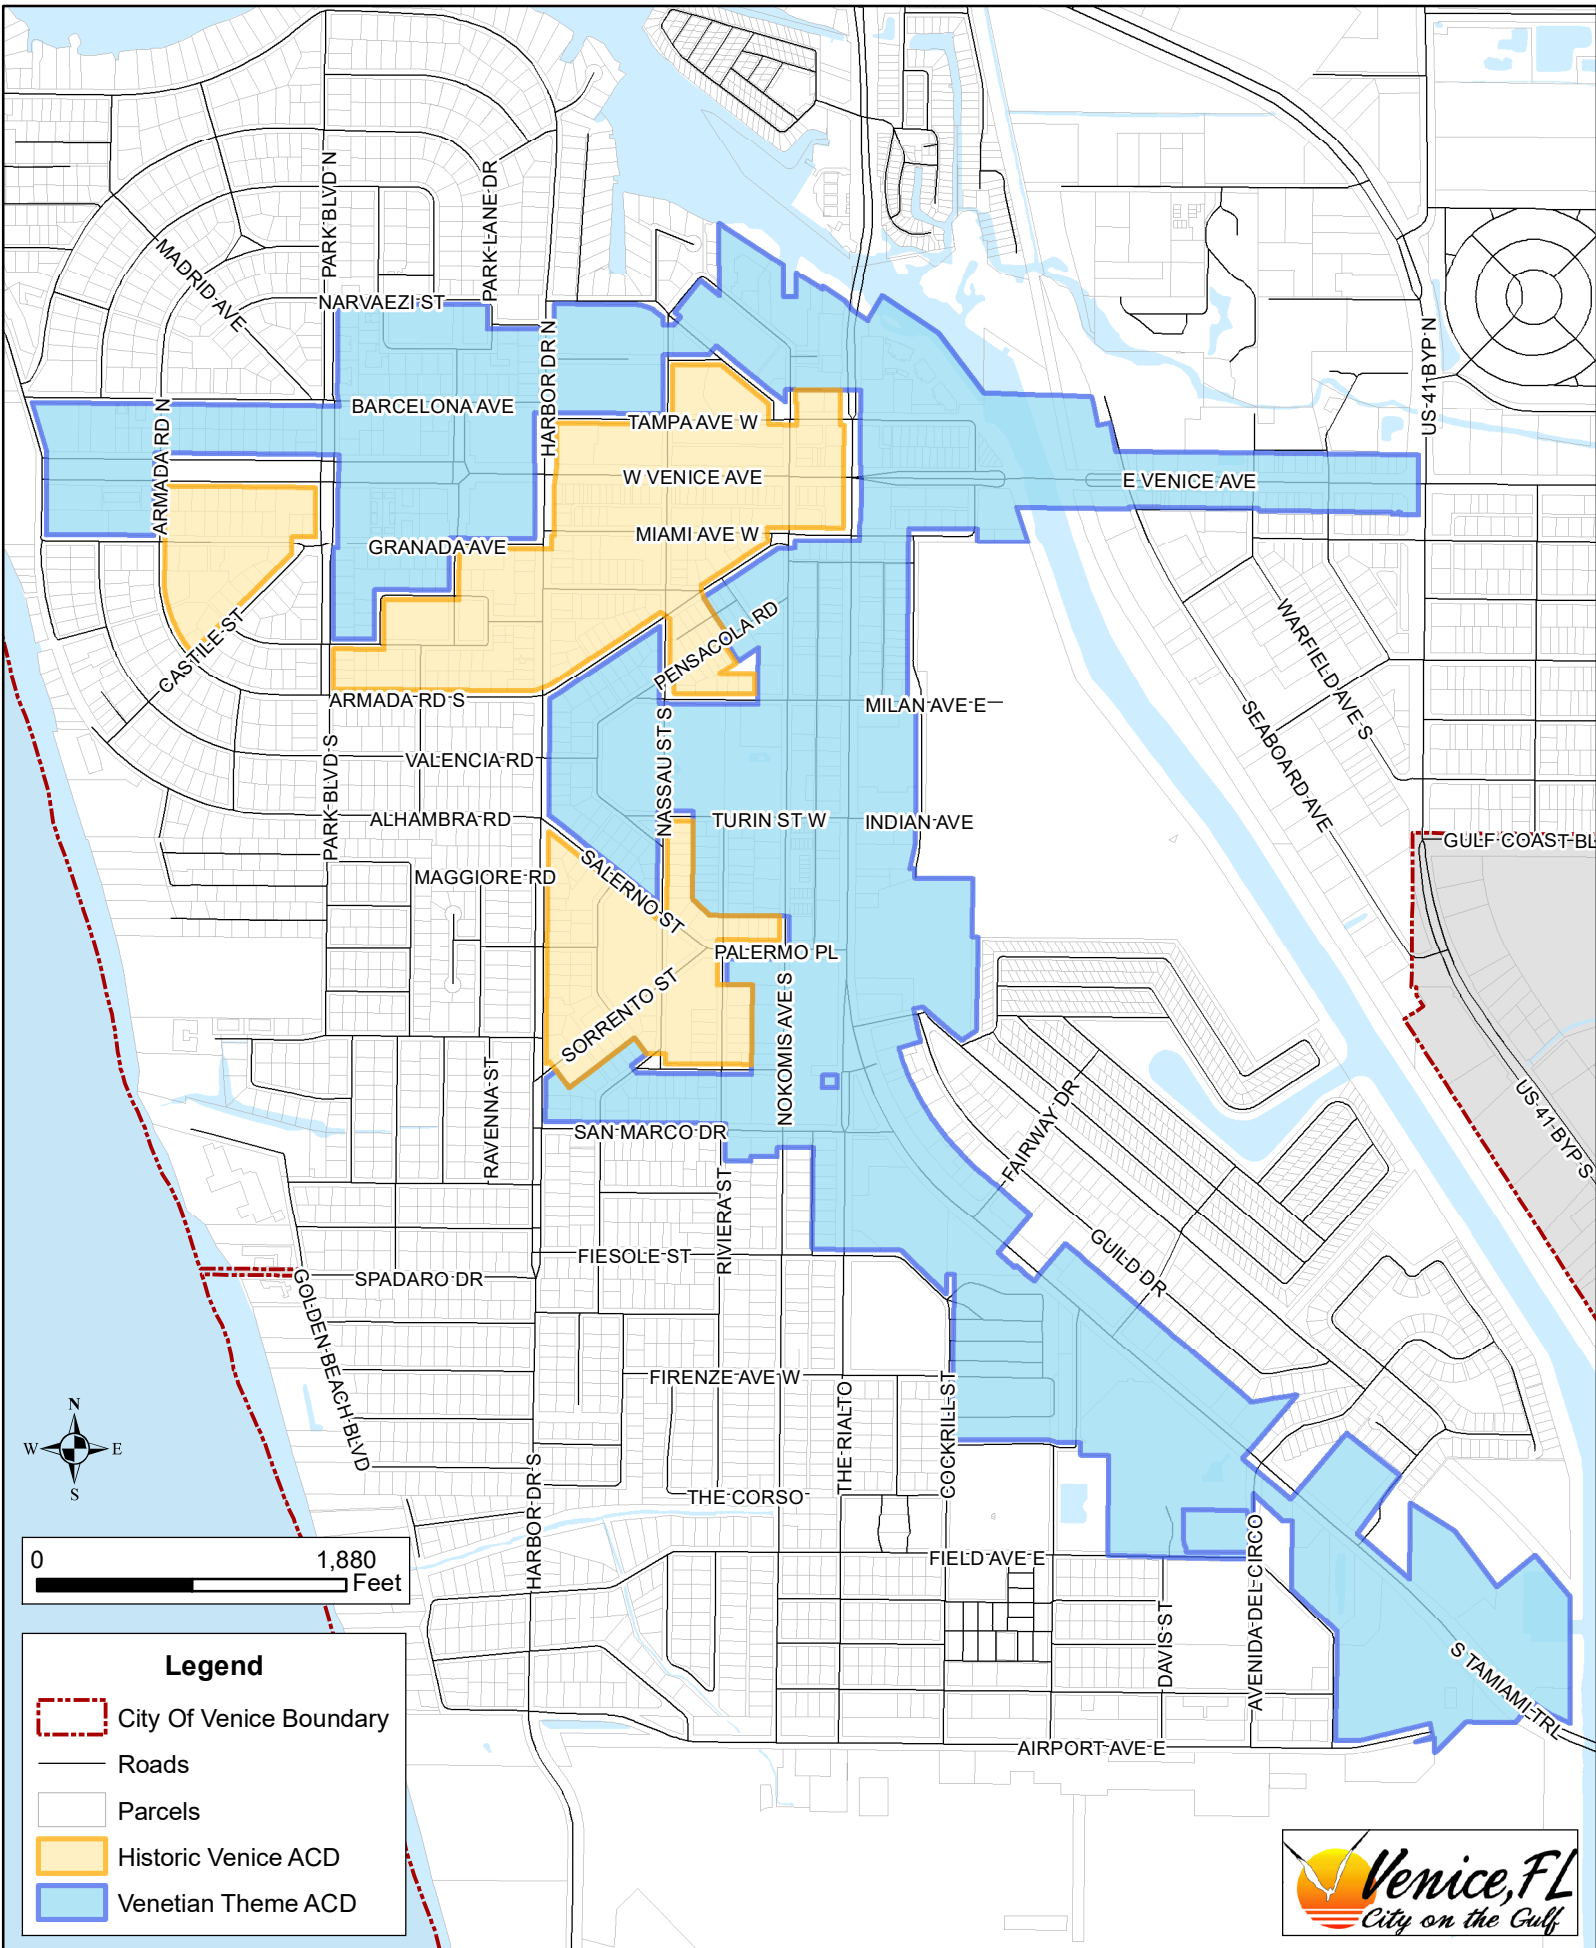 PARK BLVD N
PARK LANE DR
MADRID AVE
NARVAEZI ST
HARBOR DR N
US 41 BYP N
BARCELONA AVE
ARMADA RD N
TAMPA AVE W
W VENICE AVE
E VENICE AVE
MIAMI AVE W
GRANADA AVE
CASTILE ST
PENSACOLA RD
WARFIELD AVE S
ARMADA RD S
MILAN AVE E
SEABOARD AVE
PARK BLVD S
VALENCIA RD
NASSAU ST S
ALHAMBRA RD
TURIN ST W
INDIAN AVE
GULF COAST BL
MAGGIORE RD
SALERNO ST
PALERMO PL
SORRENTO ST
NOKOMIS AVE S
RAVENNA ST
FAIRWAY DR
US 41 BYP S
SAN MARCO DR
RIVIERA ST
FIESOLE ST
GUILD DR
SPADARO DR
GOLDEN BEACH BLVD
FIRENZE AVE W
THE RIALTO
COCKRILL ST
N
W E
S
HARBOR DR S
THE CORSO
FIELD AVE E
AVENIDA DEL CIRCO
DAVIS ST
S TAMIAMI TRL
AIRPORT AVE E
0 1,880
Feet
Legend
City Of Venice Boundary
Roads
Parcels
Historic Venice ACD
Venetian Theme ACD
Venice, FL
City on the Gulf